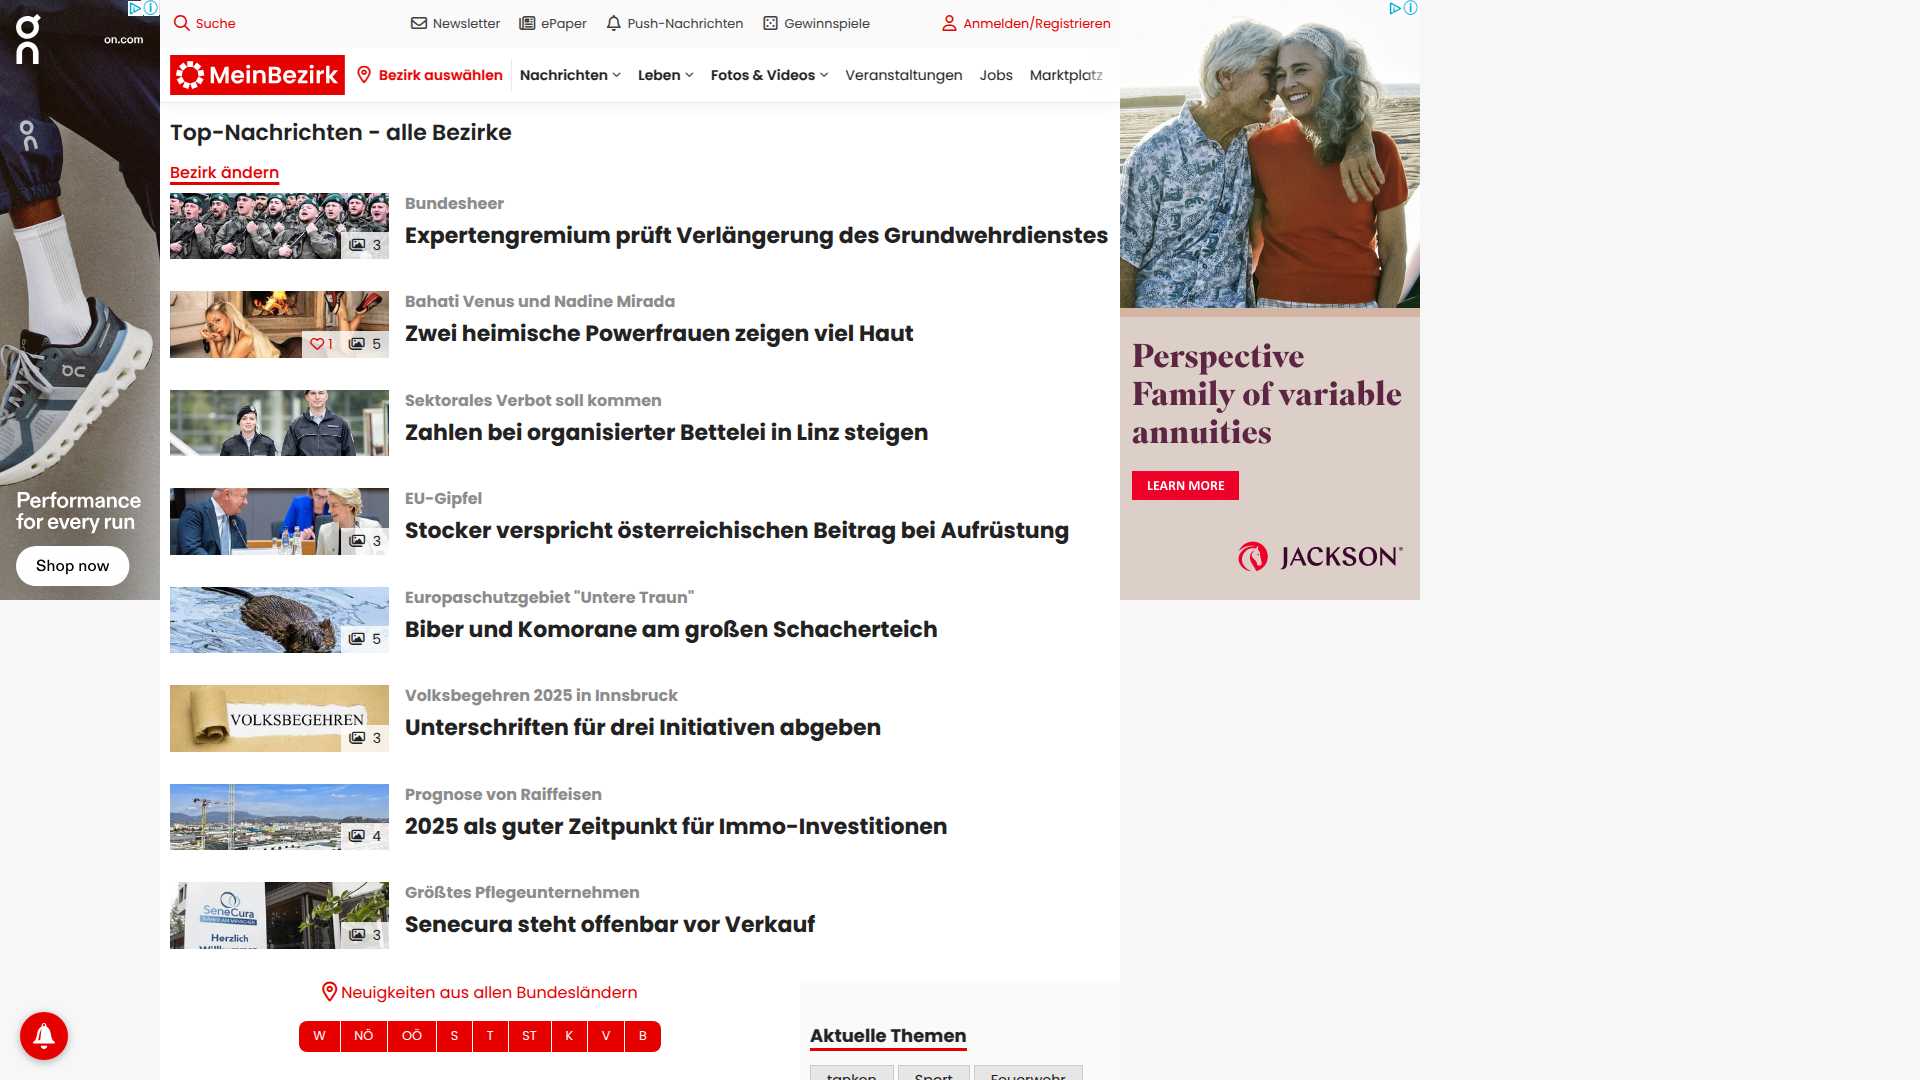 on.com
Performance
for every run
Shop now
Suche
Newsletter
ePaper
Push-Nachrichten
Gewinnspiele
Anmelden/Registrieren
MeinBezirk
Bezirk auswählen
Nachrichten
Leben
Fotos & Videos
Veranstaltungen
Jobs
Marktplatz
Top-Nachrichten - alle Bezirke
Bezirk ändern
3
Bundesheer
Expertengremium prüft Verlängerung des Grundwehrdienstes
1
5
Bahati Venus und Nadine Mirada
Zwei heimische Powerfrauen zeigen viel Haut
Sektorales Verbot soll kommen
Zahlen bei organisierter Bettelei in Linz steigen
3
EU-Gipfel
Stocker verspricht österreichischen Beitrag bei Aufrüstung
5
Europaschutzgebiet "Untere Traun"
Biber und Komorane am großen Schacherteich
VOLKSBEGEHREN
3
Volksbegehren 2025 in Innsbruck
Unterschriften für drei Initiativen abgeben
4
Prognose von Raiffeisen
2025 als guter Zeitpunkt für Immo-Investitionen
SeneCura
Herzlich
3
Größtes Pflegeunternehmen
Senecura steht offenbar vor Verkauf
Neuigkeiten aus allen Bundesländern
W
NÖ
OÖ
S
T
ST
K
V
B
Aktuelle Themen
tanken
Sport
Feuerwehr
Perspective
Family of variable
annuities
LEARN MORE
JACKSON